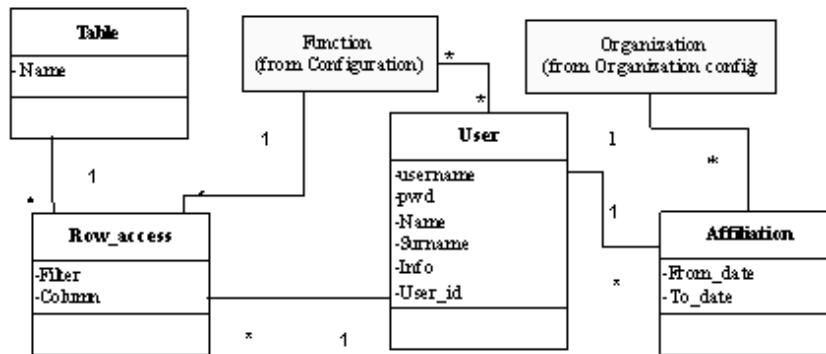 Table
-Name
Function
(from Configuration)
*
*
Organization
(from Organization config)
1
*
1
1
*
User
-username
-pwd
-Name
-Surname
-Info
-User_id
1
1
*
*
Row_access
-Filter
-Column
*
1
Affiliation
-From_date
-To_date